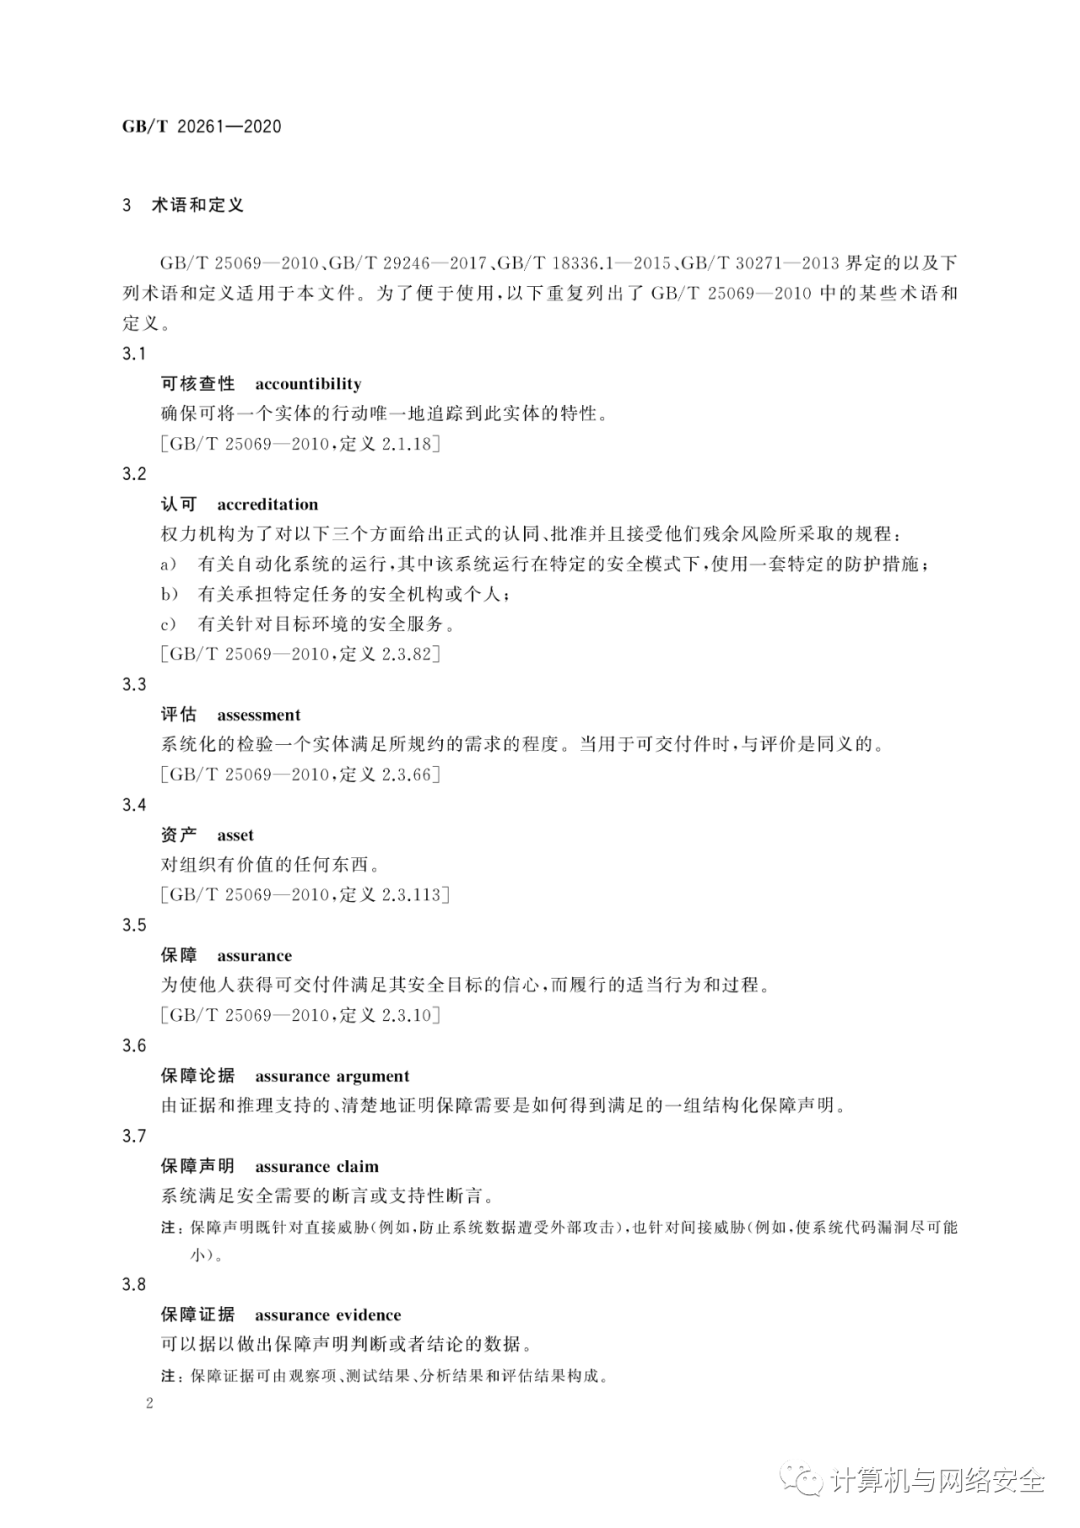 GB/T 20261—2020
3 术语和定义
GB/T 25069—2010、GB/T 29246—2017、GB/T 18336.1—2015、GB/T 30271—2013 界定的以及下
列术语和定义适用于本文件。为了便于使用,以下重复列出了 GB/T 25069—2010 中的某些术语和
定义。
3.1
可核查性 accountibility
确保可将一个实体的行动唯一地追踪到此实体的特性。
[GB/T 25069—2010,定义 2.1.18]
3.2
认可 accreditation
权力机构为了对以下三个方面给出正式的认同、批准并且接受他们残余风险所采取的规程:
a) 有关自动化系统的运行,其中该系统运行在特定的安全模式下,使用一套特定的防护措施;
b) 有关承担特定任务的安全机构或个人;
c) 有关针对目标环境的安全服务。
[GB/T 25069—2010,定义 2.3.82]
3.3
评估 assessment
系统化的检验一个实体满足所规约的需求的程度。当用于可交付件时,与评价是同义的。
[GB/T 25069—2010,定义 2.3.66]
3.4
资产 asset
对组织有价值的任何东西。
[GB/T 25069—2010,定义 2.3.113]
3.5
保障 assurance
为使他人获得可交付件满足其安全目标的信心,而履行的适当行为和过程。
[GB/T 25069—2010,定义 2.3.10]
3.6
保障论据 assurance argument
由证据和推理支持的、清楚地证明保障需要是如何得到满足的一组结构化保障声明。
3.7
保障声明 assurance claim
系统满足安全需要的断言或支持性断言。
注:保障声明既针对直接威胁(例如,防止系统数据遭受外部攻击),也针对间接威胁(例如,使系统代码漏洞尽可能
小)。
3.8
保障证据 assurance evidence
可以据以做出保障声明判断或者结论的数据。
注:保障证据可由观察项、测试结果、分析结果和评估结果构成。
2
计算机与网络安全